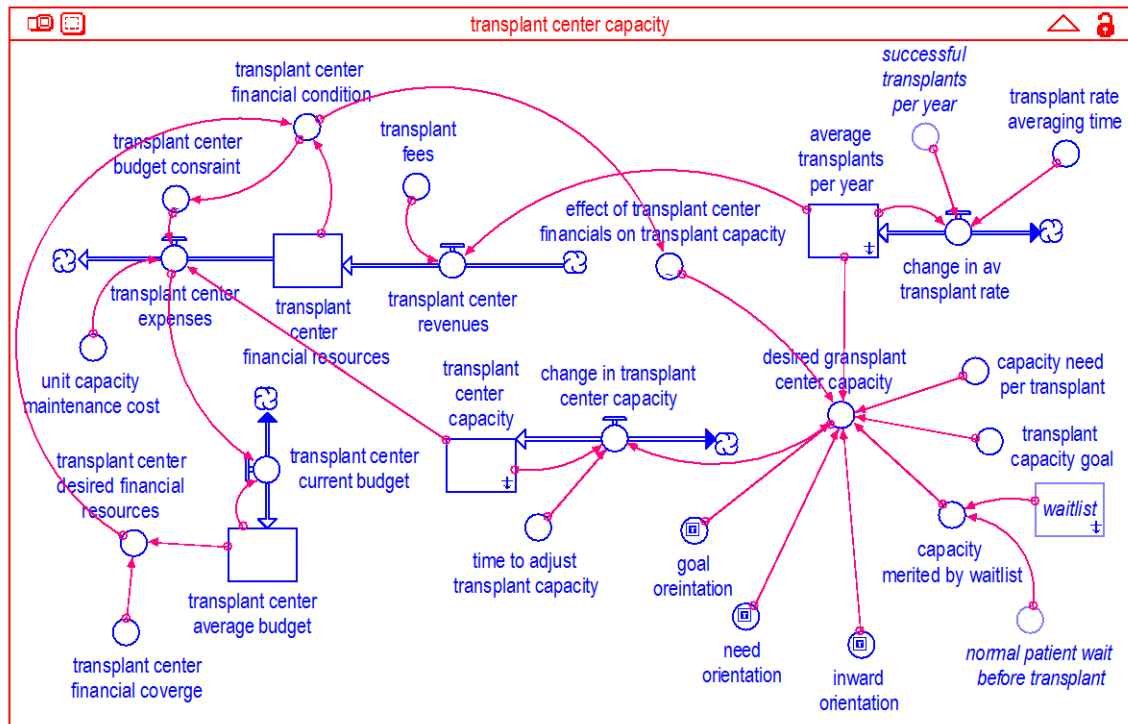 transplant center capacity
transplant center
financial condition
transplant center
budget consraint
transplant
fees
successful
transplants
per year
transplant rate
averaging time
average
transplants
per year
effect of transplant center
financials on transplant capacity
change in av
transplant rate
transplant center
expenses
transplant
center
financial resources
transplant center
revenues
unit capacity
maintenance cost
transplant
center
capacity
change in transplant
center capacity
desired gransplant
center capacity
capacity need
per transplant
transplant
capacity goal
transplant center
desired financial
resources
transplant center
current budget
waitlist
time to adjust
transplant capacity
goal
oreintation
capacity
merited by waitlist
transplant center
average budget
transplant center
financial coverge
need
orientation
inward
orientation
normal patient wait
before transplant